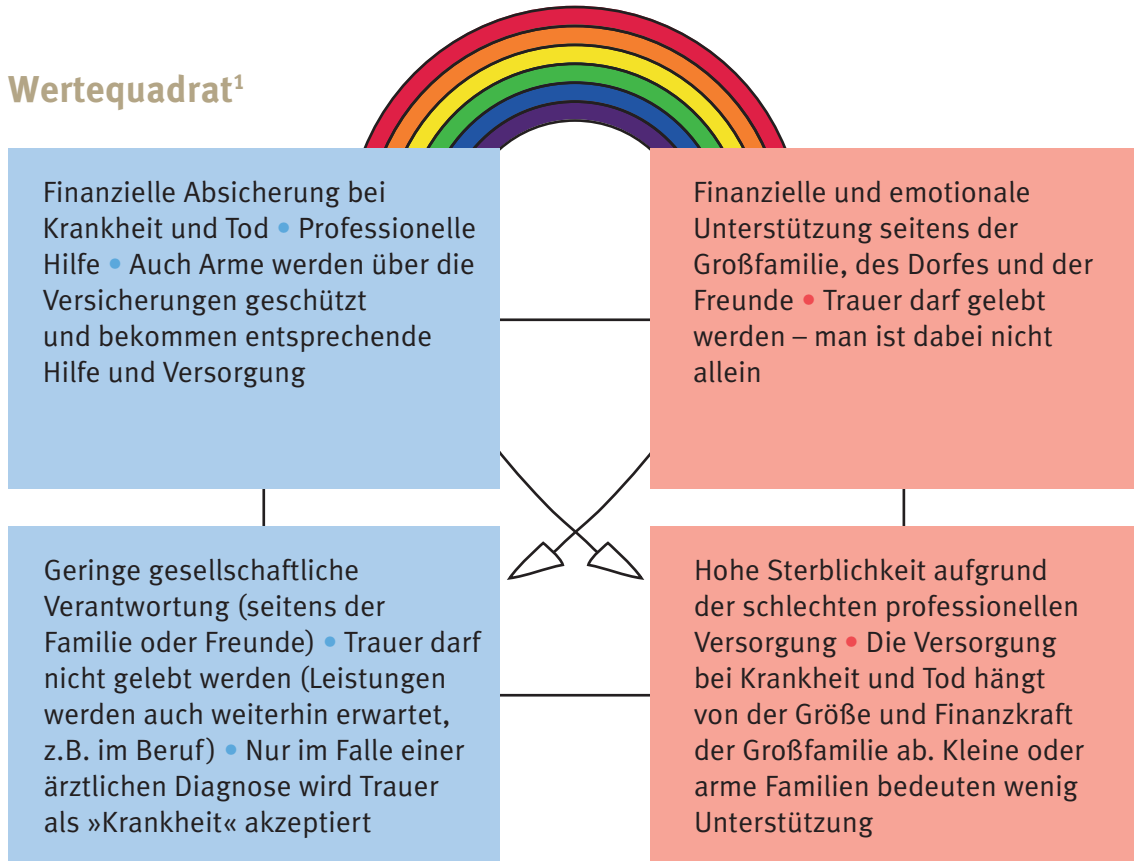 Wertequadrat¹
Finanzielle Absicherung bei
Krankheit und Tod • Professionelle
Hilfe • Auch Arme werden über die
Versicherungen geschützt
und bekommen entsprechende
Hilfe und Versorgung
Finanzielle und emotionale
Unterstützung seitens der
Großfamilie, des Dorfes und der
Freunde • Trauer darf gelebt
werden – man ist dabei nicht
allein
Geringe gesellschaftliche
Verantwortung (seitens der
Familie oder Freunde) • Trauer darf
nicht gelebt werden (Leistungen
werden auch weiterhin erwartet,
z.B. im Beruf) • Nur im Falle einer
ärztlichen Diagnose wird Trauer
als »Krankheit« akzeptiert
Hohe Sterblichkeit aufgrund
der schlechten professionellen
Versorgung • Die Versorgung
bei Krankheit und Tod hängt
von der Größe und Finanzkraft
der Großfamilie ab. Kleine oder
arme Familien bedeuten wenig
Unterstützung